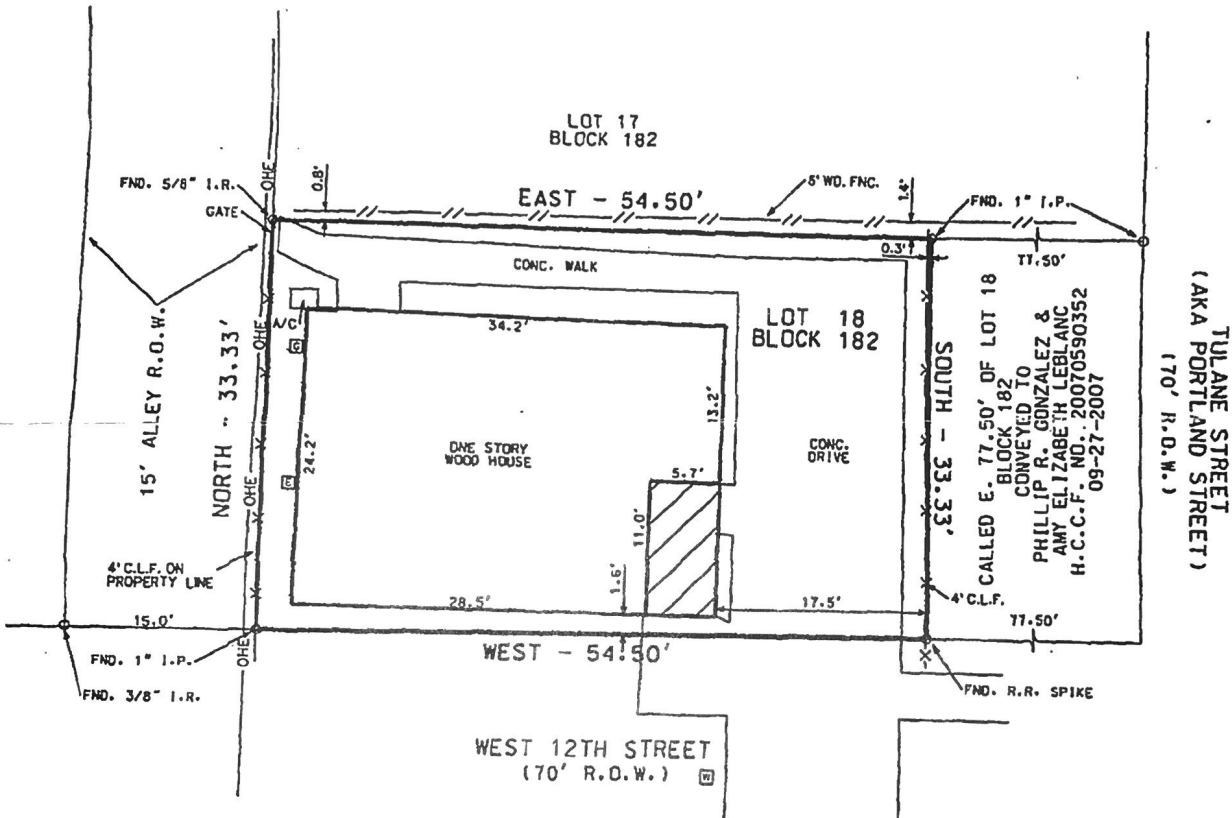 LOT 17
BLOCK 182
FND. 5/8" I.R.
GATE
OHE
0.8'
EAST - 54.50'
5' WD. FNC.
1.4'
FND. 1" I.P.
0.3'
77.50'
CONC. WALK
A/C
G
34.2'
LOT 18
BLOCK 182
OHE
15' ALLEY R.O.W.
NORTH - 33.33'
24.2'
ONE STORY
WOOD HOUSE
13.2'
CONC.
DRIVE
SOUTH - 33.33'
CALLED E. 77.50' OF LOT 18
BLOCK 182
CONVEYED TO
PHILLIP R. GONZALEZ &
AMY ELIZABETH LEBLANC
H.C.C.F. NO. 20070590352
09-27-2007
TULANE STREET
(AKA PORTLAND STREET)
(70' R.O.W.)
E
OHE
5.7'
11.0'
4' C.L.F. ON
PROPERTY LINE
1.6'
28.5'
17.5'
4' C.L.F.
77.50'
15.0'
OHE
FND. 1" I.P.
WEST - 54.50'
FND. 3/8" I.R.
FND. R.R. SPIKE
WEST 12TH STREET
(70' R.O.W.)
W